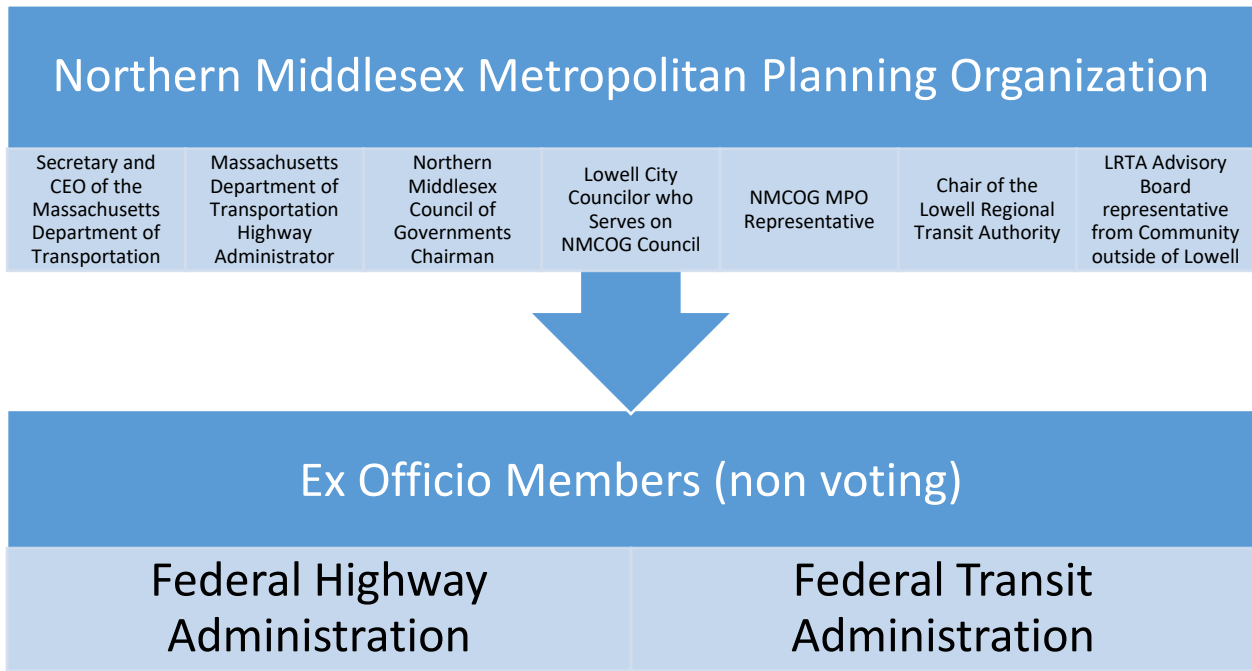 Northern Middlesex Metropolitan Planning Organization
Secretary and
CEO of the
Massachusetts
Department of
Transportation
Massachusetts
Department of
Transportation
Highway
Administrator
Northern
Middlesex
Council of
Governments
Chairman
Lowell City
Councilor who
Serves on
NMCOG Council
NMCOG MPO
Representative
Chair of the
Lowell Regional
Transit Authority
LRTA Advisory
Board
representative
from Community
outside of Lowell
Ex Officio Members (non voting)
Federal Highway
Administration
Federal Transit
Administration